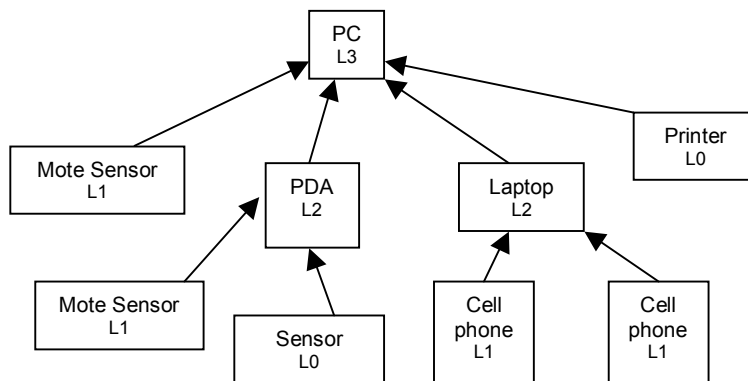 PC
L3
Printer
L0
Mote Sensor
L1
PDA
L2
Laptop
L2
Mote Sensor
L1
Sensor
L0
Cell
phone
L1
Cell
phone
L1